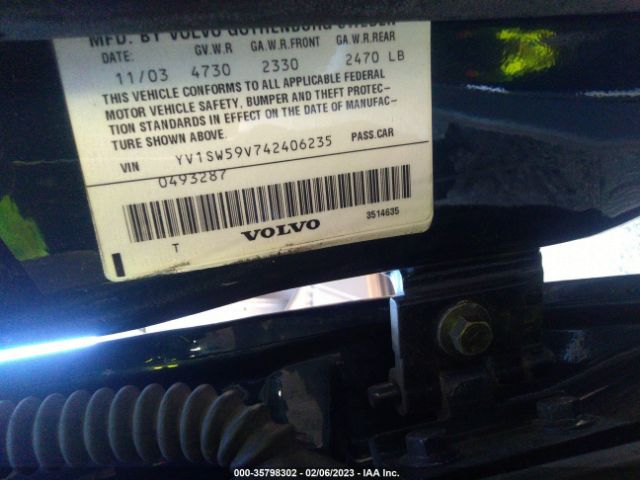 MFD. BY VOLVO GOTHENBURG SWEDEN
DATE: GV.W.R GA.W.R.FRONT GA.W.R.REAR
11/03 4730 2330 2470 LB
THIS VEHICLE CONFORMS TO ALL APPLICABLE FEDERAL
MOTOR VEHICLE SAFETY, BUMPER AND THEFT PROTEC-
TION STANDARDS IN EFFECT ON THE DATE OF MANUFAC-
TURE SHOWN ABOVE.
VIN YV1SW59V742406235 PASS.CAR
0493287
T VOLVO 3514635
000-35798302 - 02/06/2023 - IAA Inc.